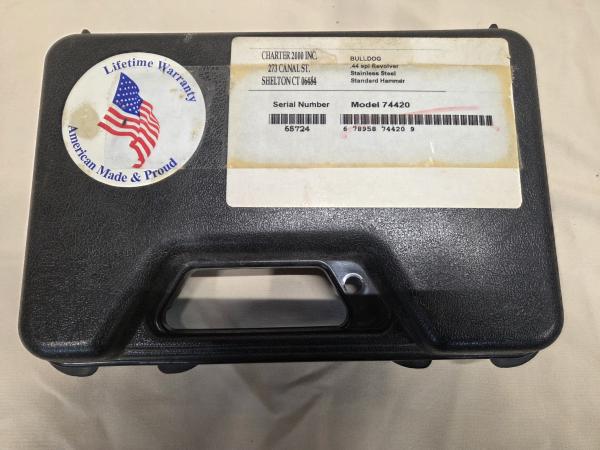 Lifetime Warranty
American Made & Proud
CHARTER 2000 INC.
273 CANAL ST.
SHELTON CT 06484
BULLDOG
.44 spl Revolver
Stainless Steel
Standard Hammer
Serial Number
Model 74420
65724
6 78958 74420 9